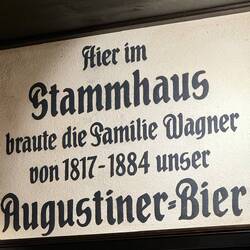 Hier im
Stammhaus
braute die Familie Wagner
von 1817-1884 unser
Augustiner=Bier